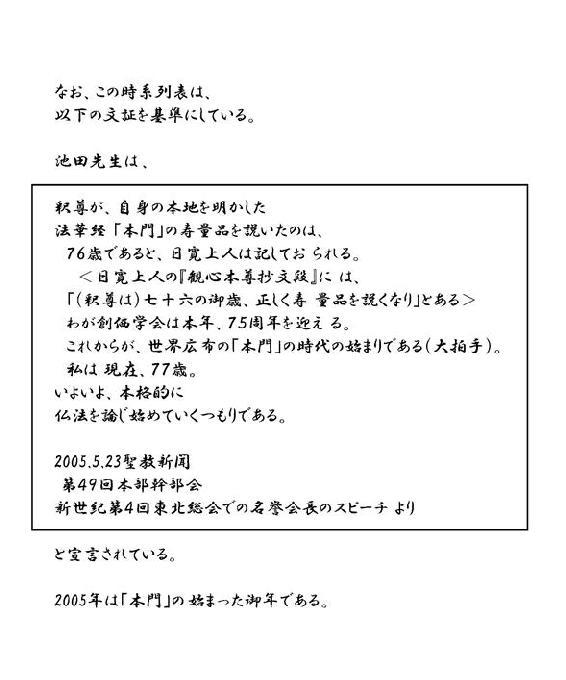 なお、この時系列表は、
以下の文証を基準にしている。
池田先生は、
釈尊が、自身の本地を明かした
法華経「本門」の寿量品を説いたのは、
76歳であると、日寛上人は記しておられる。
＜日寛上人の『観心本尊抄文段』には、
「(釈尊は)七十六の御歳、正しく寿量品を説くなり」とある＞
わが創価学会は本年、75周年を迎える。
これからが、世界広布の「本門」の時代の始まりである(大拍手)。
私は現在、77歳。
いよいよ、本格的に
仏法を論じ始めていくつもりである。
2005.5.23聖教新聞
第49回本部幹部会
新世紀第4回東北総会での名誉会長のスピーチより
と宣言されている。
2005年は「本門」の始まった御年である。